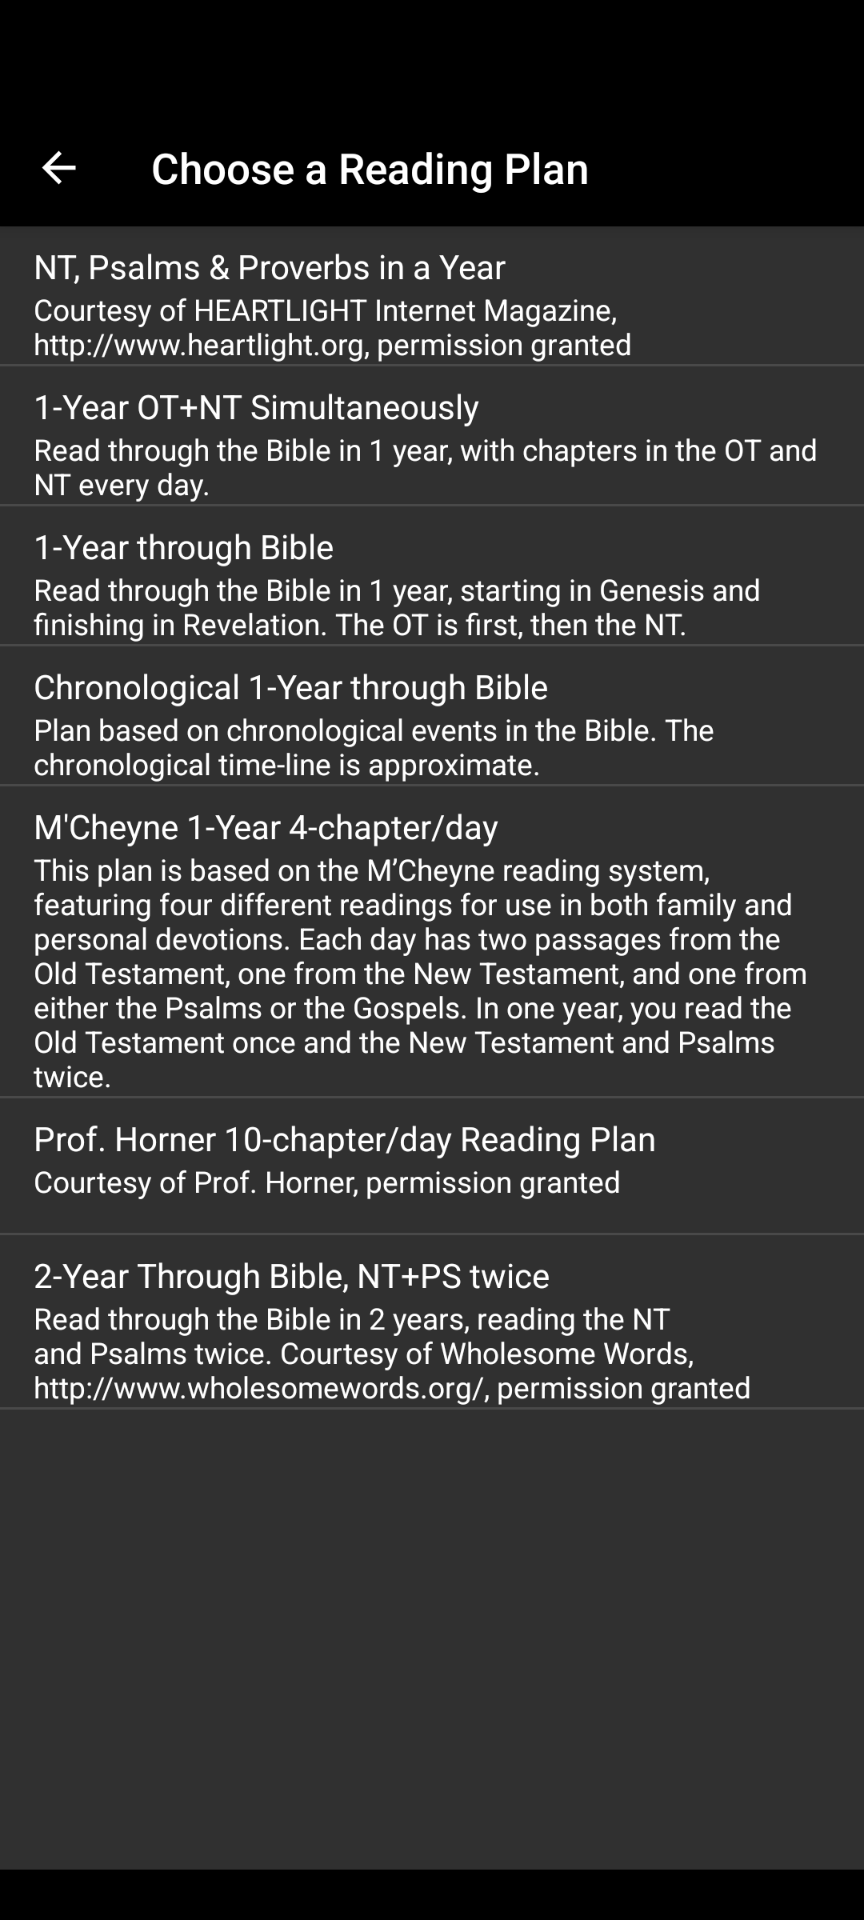 Choose a Reading Plan
NT, Psalms & Proverbs in a Year
Courtesy of HEARTLIGHT Internet Magazine,
http://www.heartlight.org, permission granted
1-Year OT+NT Simultaneously
Read through the Bible in 1 year, with chapters in the OT and
NT every day.
1-Year through Bible
Read through the Bible in 1 year, starting in Genesis and
finishing in Revelation. The OT is first, then the NT.
Chronological 1-Year through Bible
Plan based on chronological events in the Bible. The
chronological time-line is approximate.
M'Cheyne 1-Year 4-chapter/day
This plan is based on the M’Cheyne reading system,
featuring four different readings for use in both family and
personal devotions. Each day has two passages from the
Old Testament, one from the New Testament, and one from
either the Psalms or the Gospels. In one year, you read the
Old Testament once and the New Testament and Psalms
twice.
Prof. Horner 10-chapter/day Reading Plan
Courtesy of Prof. Horner, permission granted
2-Year Through Bible, NT+PS twice
Read through the Bible in 2 years, reading the NT
and Psalms twice. Courtesy of Wholesome Words,
http://www.wholesomewords.org/, permission granted